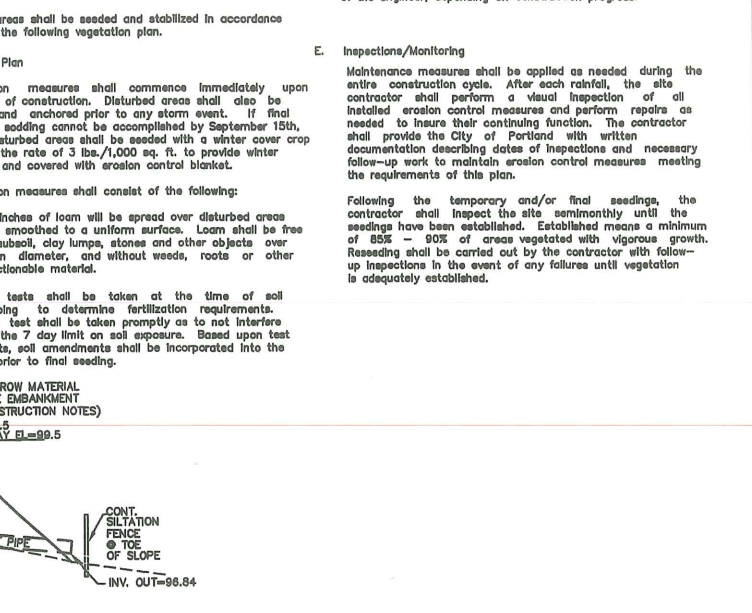 areas shall be seeded and stabilized in accordance
the following vegetation plan.
Plan
on measures shall commence immediately upon
of construction. Disturbed areas shall also be
and anchored prior to any storm event. If final
sodding cannot be accomplished by September 15th,
sturbed areas shall be seeded with a winter cover crop
the rate of 3 lbs./1,000 sq. ft. to provide winter
and covered with erosion control blanket.
on measures shall consist of the following:
inches of loam will be spread over disturbed areas
smoothed to a uniform surface. Loam shall be free
subsoil, clay lumps, stones and other objects over
n diameter, and without weeds, roots or other
ctionable material.
tests shall be taken at the time of soil
ping to determine fertilization requirements.
test shall be taken promptly as to not interfere
the 7 day limit on soil exposure. Based upon test
ts, soil amendments shall be incorporated into the
prior to final seeding.
E. Inspections/Monitoring
Maintenance measures shall be applied as needed during the
entire construction cycle. After each rainfall, the site
contractor shall perform a visual inspection of all
installed erosion control measures and perform repairs as
needed to insure their continuing function. The contractor
shall provide the City of Portland with written
documentation describing dates of inspections and necessary
follow-up work to maintain erosion control measures meeting
the requirements of this plan.
Following the temporary and/or final seedings, the
contractor shall inspect the site semimonthly until the
seedings have been established. Established means a minimum
of 85% - 90% of areas vegetated with vigorous growth.
Reseeding shall be carried out by the contractor with follow-
up inspections in the event of any failures until vegetation
is adequately established.
ROW MATERIAL
E EMBANKMENT
STRUCTION NOTES)
.5
AY EL=99.5
PIPE
CONT.
SILTATION
FENCE
@ TOE
OF SLOPE
INV. OUT=96.84